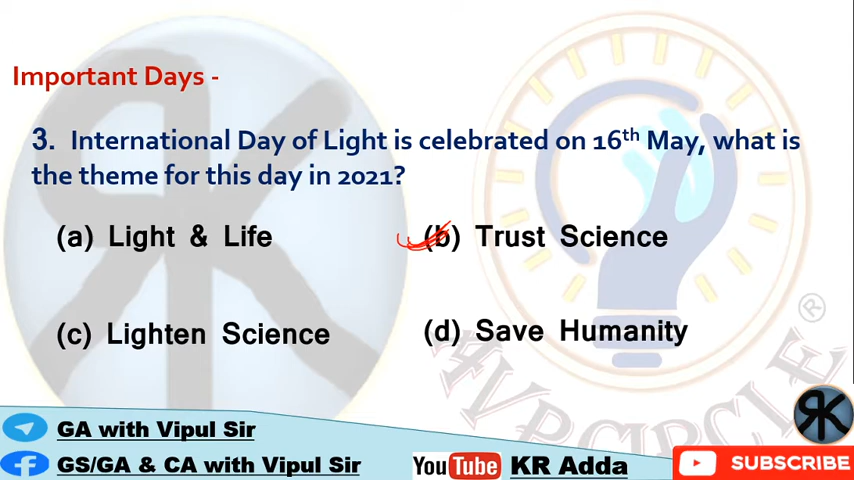 Important Days -
3. International Day of Light is celebrated on 16th May, what is
the theme for this day in 2021?
(a) Light & Life
(b) Trust Science
(c) Lighten Science
(d) Save Humanity
4VPCIRCLE®
GA with Vipul Sir
GS/GA & CA with Vipul Sir
YouTube KR Adda
SUBSCRIBE